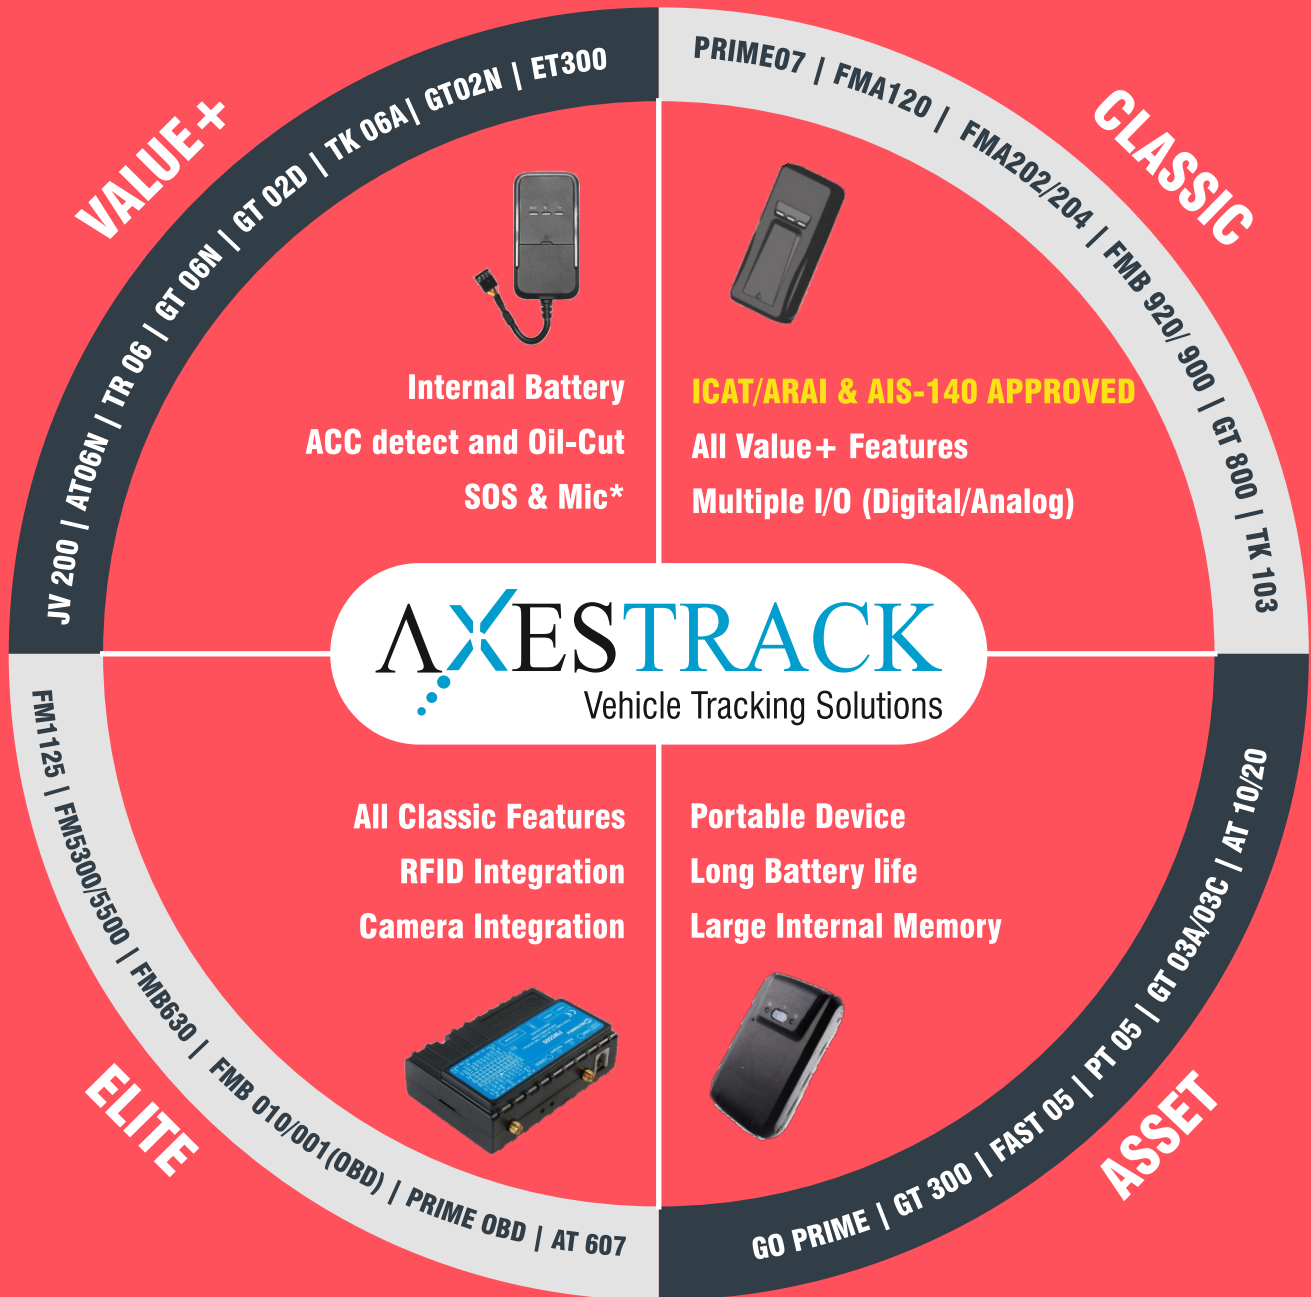 VALUE+
JV 200 | AT06N | TR 06 | GT 06N | GT 02D | TK 06A| GT02N | ET300
Internal Battery
ACC detect and Oil-Cut
SOS & Mic*
CLASSIC
PRIME07 | FMA120 | FMA202/204 | FMB 920/ 900 | GT 800 | TK 103
ICAT/ARAI & AIS-140 APPROVED
All Value+ Features
Multiple I/O (Digital/Analog)
AXESTRACK
Vehicle Tracking Solutions
ELITE
FM1125 | FM5300/5500 | FMB630 | FMB 010/001(OBD) | PRIME OBD | AT 607
All Classic Features
RFID Integration
Camera Integration
ASSET
GO PRIME | GT 300 | FAST 05 | PT 05 | GT 03A/03C | AT 10/20
Portable Device
Long Battery life
Large Internal Memory